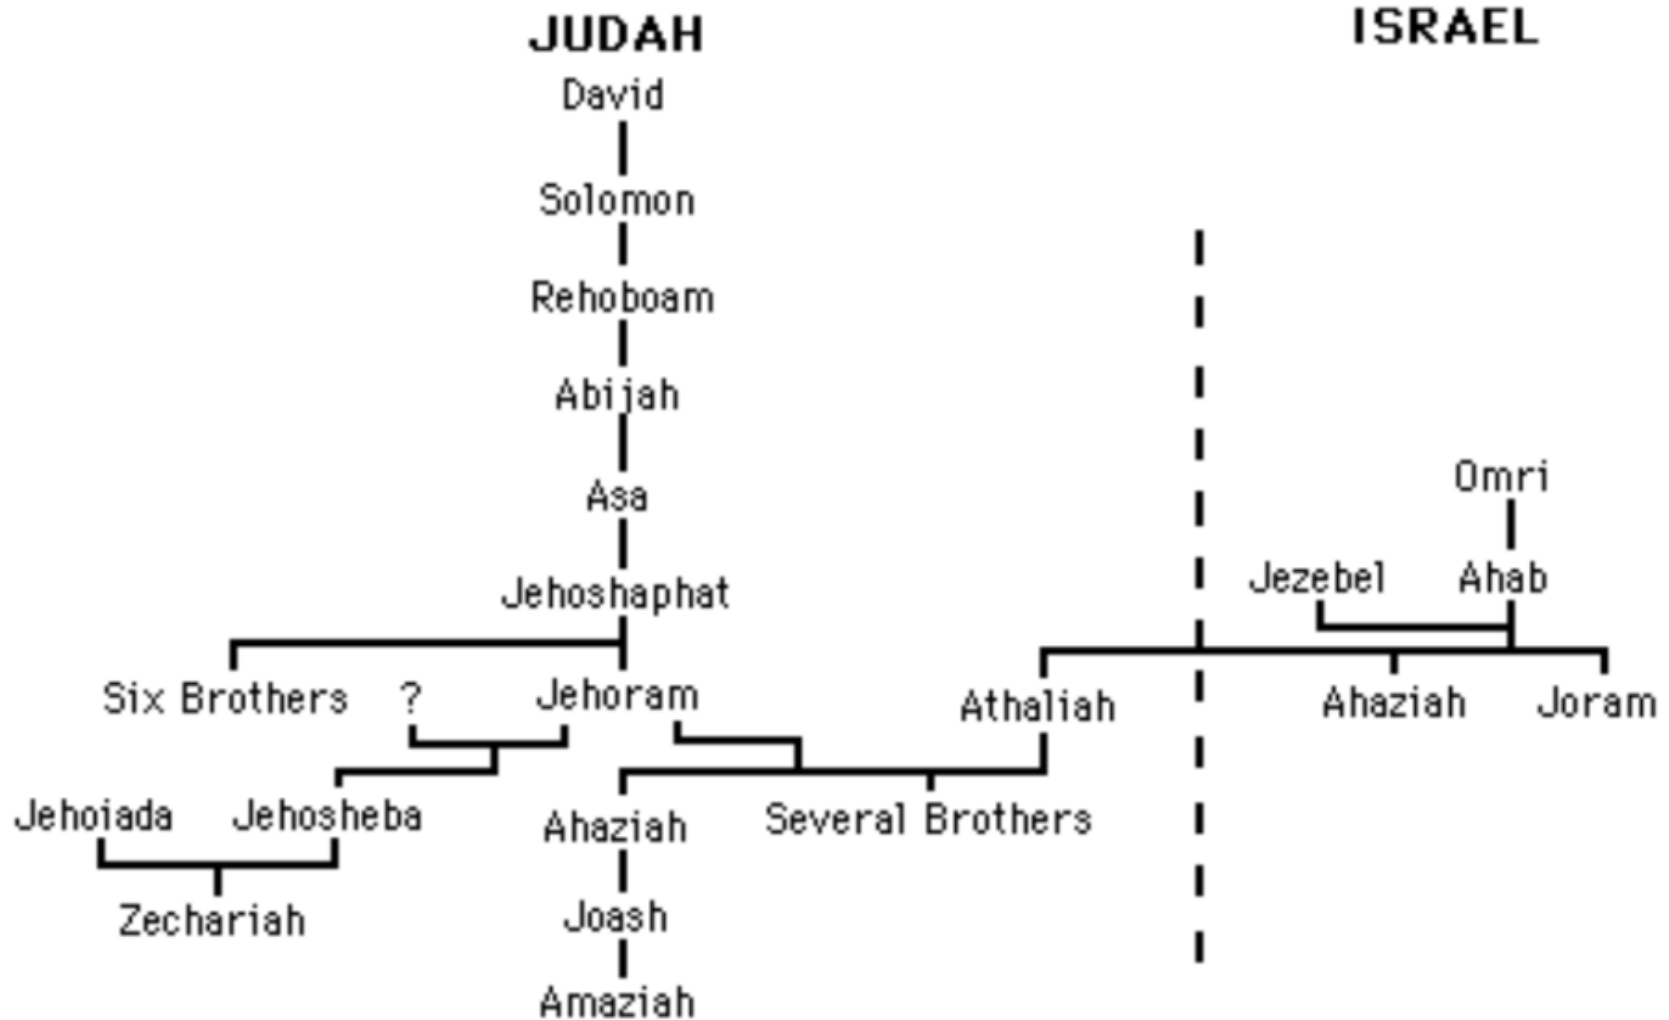 JUDAH ISRAEL
David
Solomon
Rehoboam
Abijah
Omri
Asa
Jezebel Ahab
Jehoshaphat
Six Brothers ? Jehoram Athaliah Ahaziah Joram
Jehoiada Jehosheba Ahaziah Several Brothers
Zechariah Joash
Amaziah